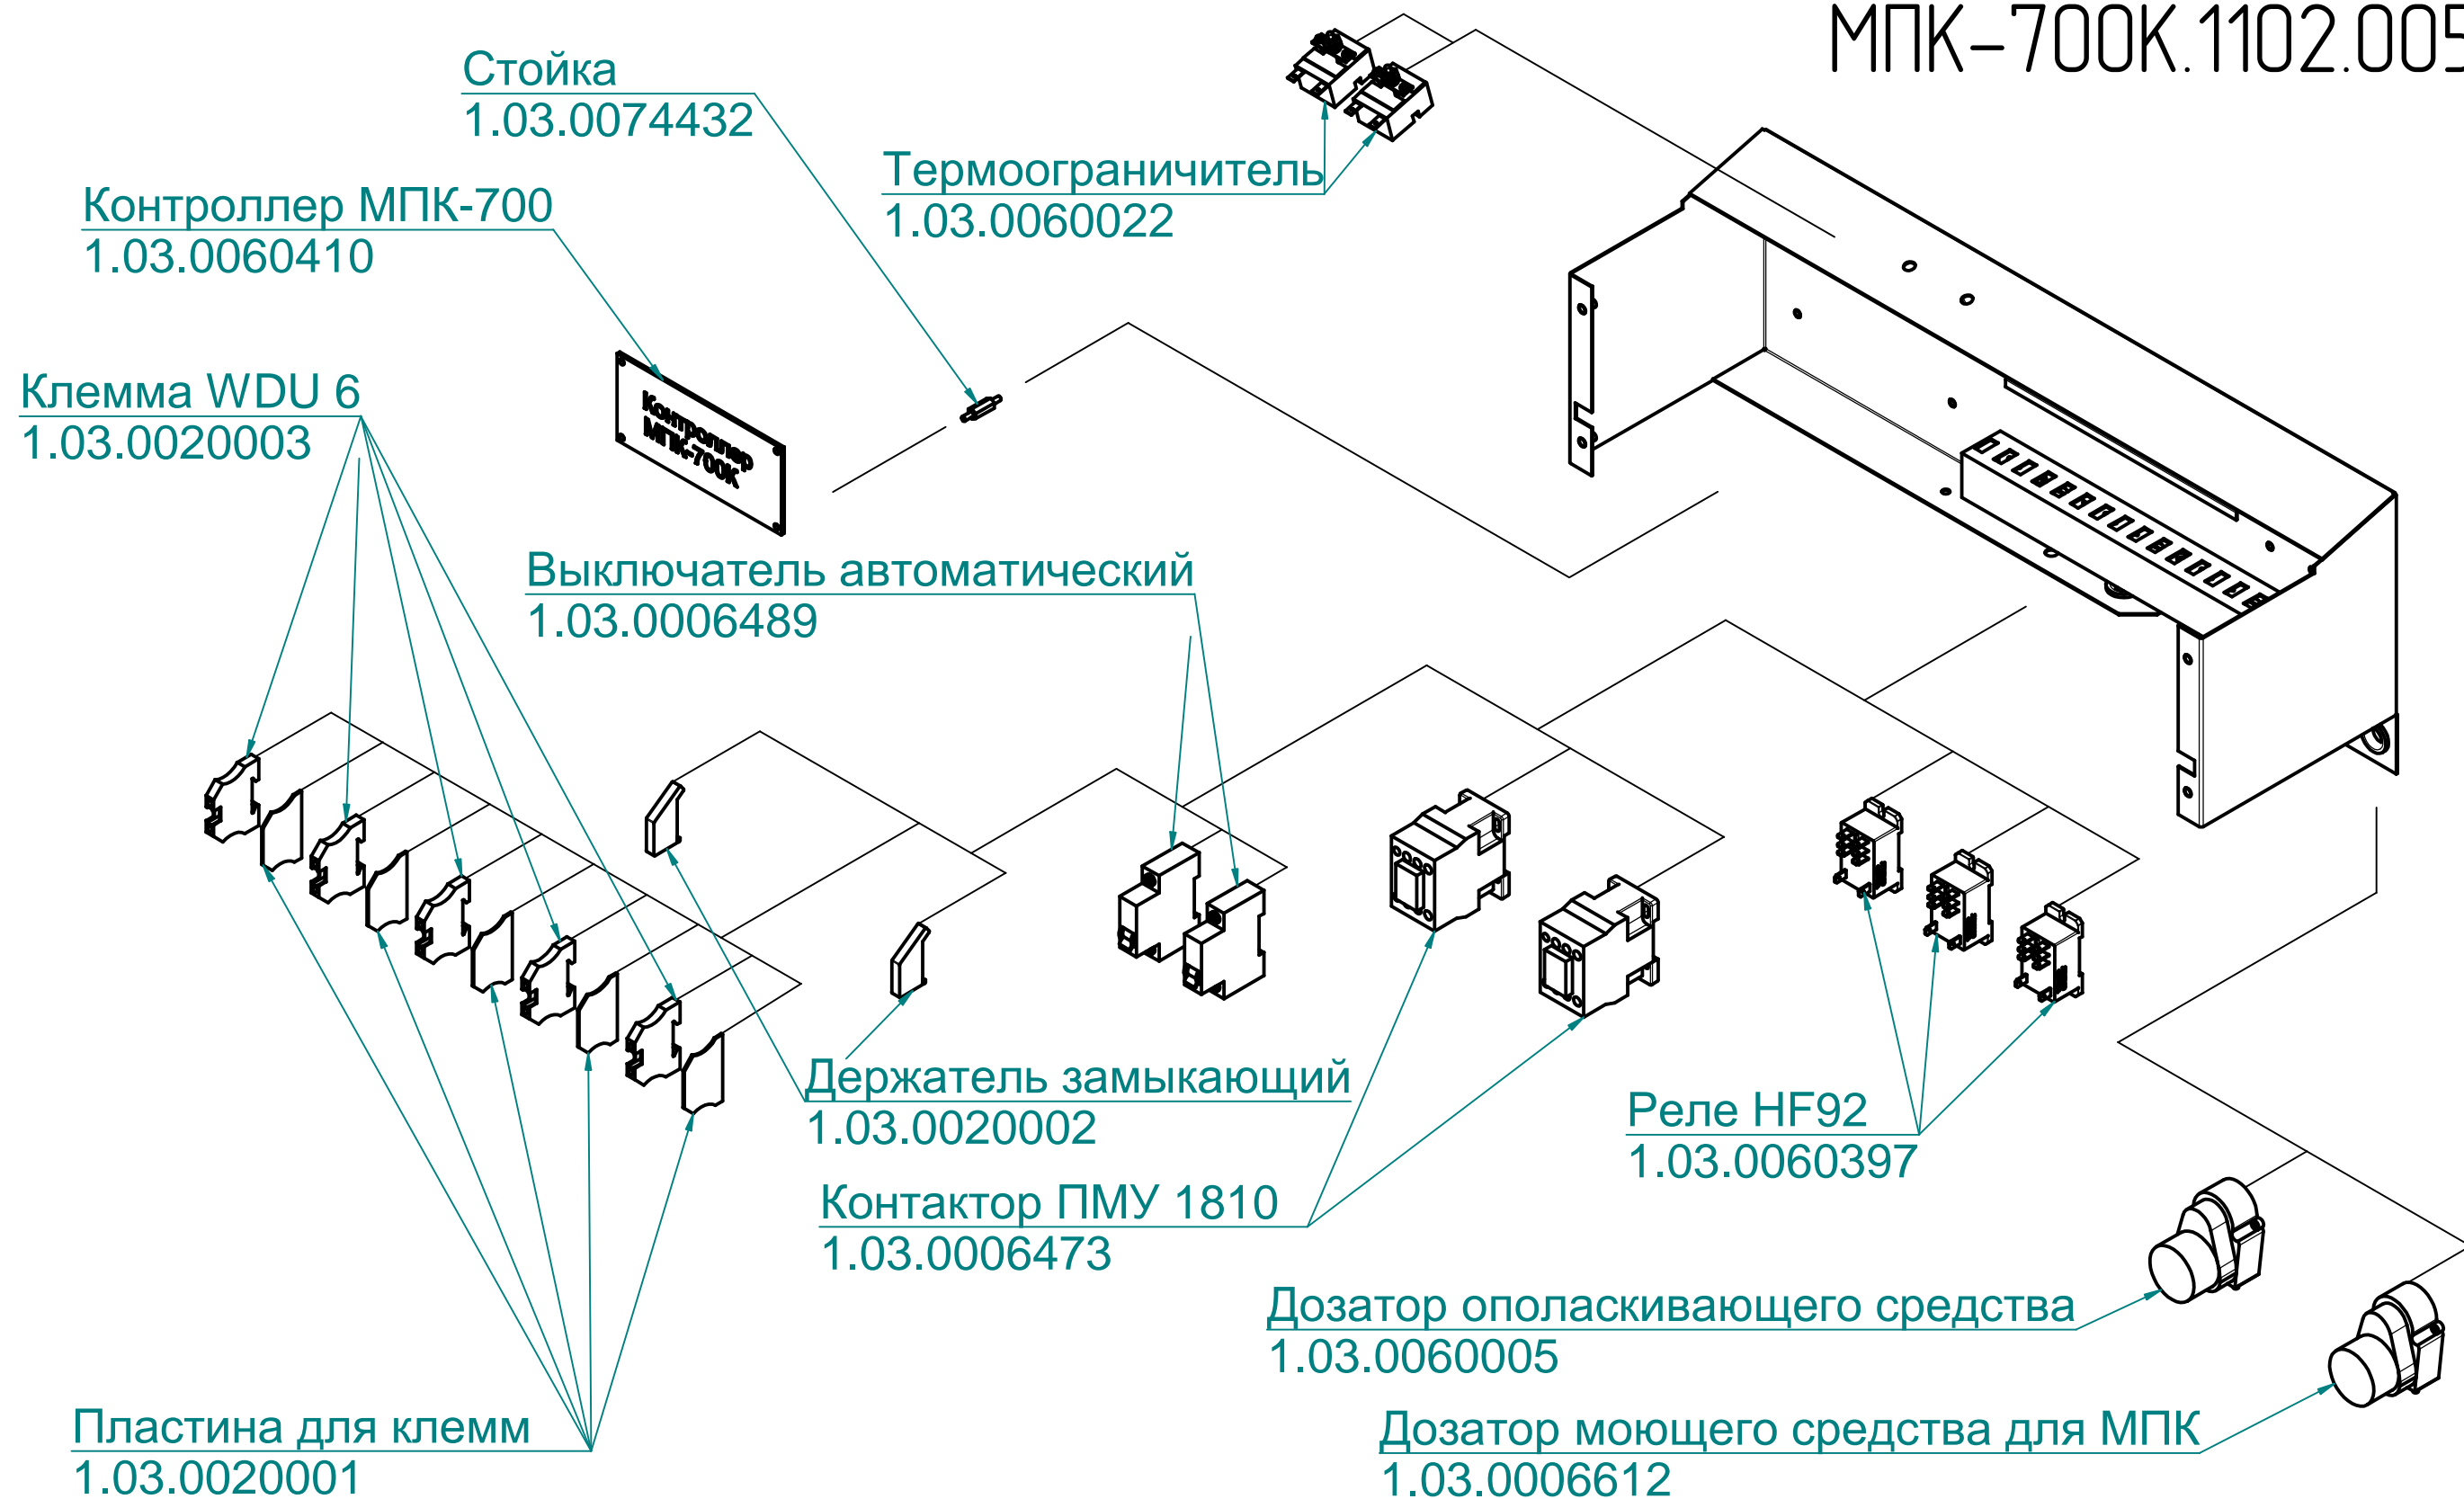 МПК-700К.1102.005
Стойка
1.03.0074432
Термоограничитель
1.03.0060022
Контроллер МПК-700
1.03.0060410
Клемма WDU 6
1.03.0020003
Контроллер
МПК-700К
Выключатель автоматический
1.03.0006489
Держатель замыкающий
1.03.0020002
Реле HF92
1.03.0060397
Контактор ПМУ 1810
1.03.0006473
Дозатор ополаскивающего средства
1.03.0060005
Дозатор моющего средства для МПК
1.03.0006612
Пластина для клемм
1.03.0020001